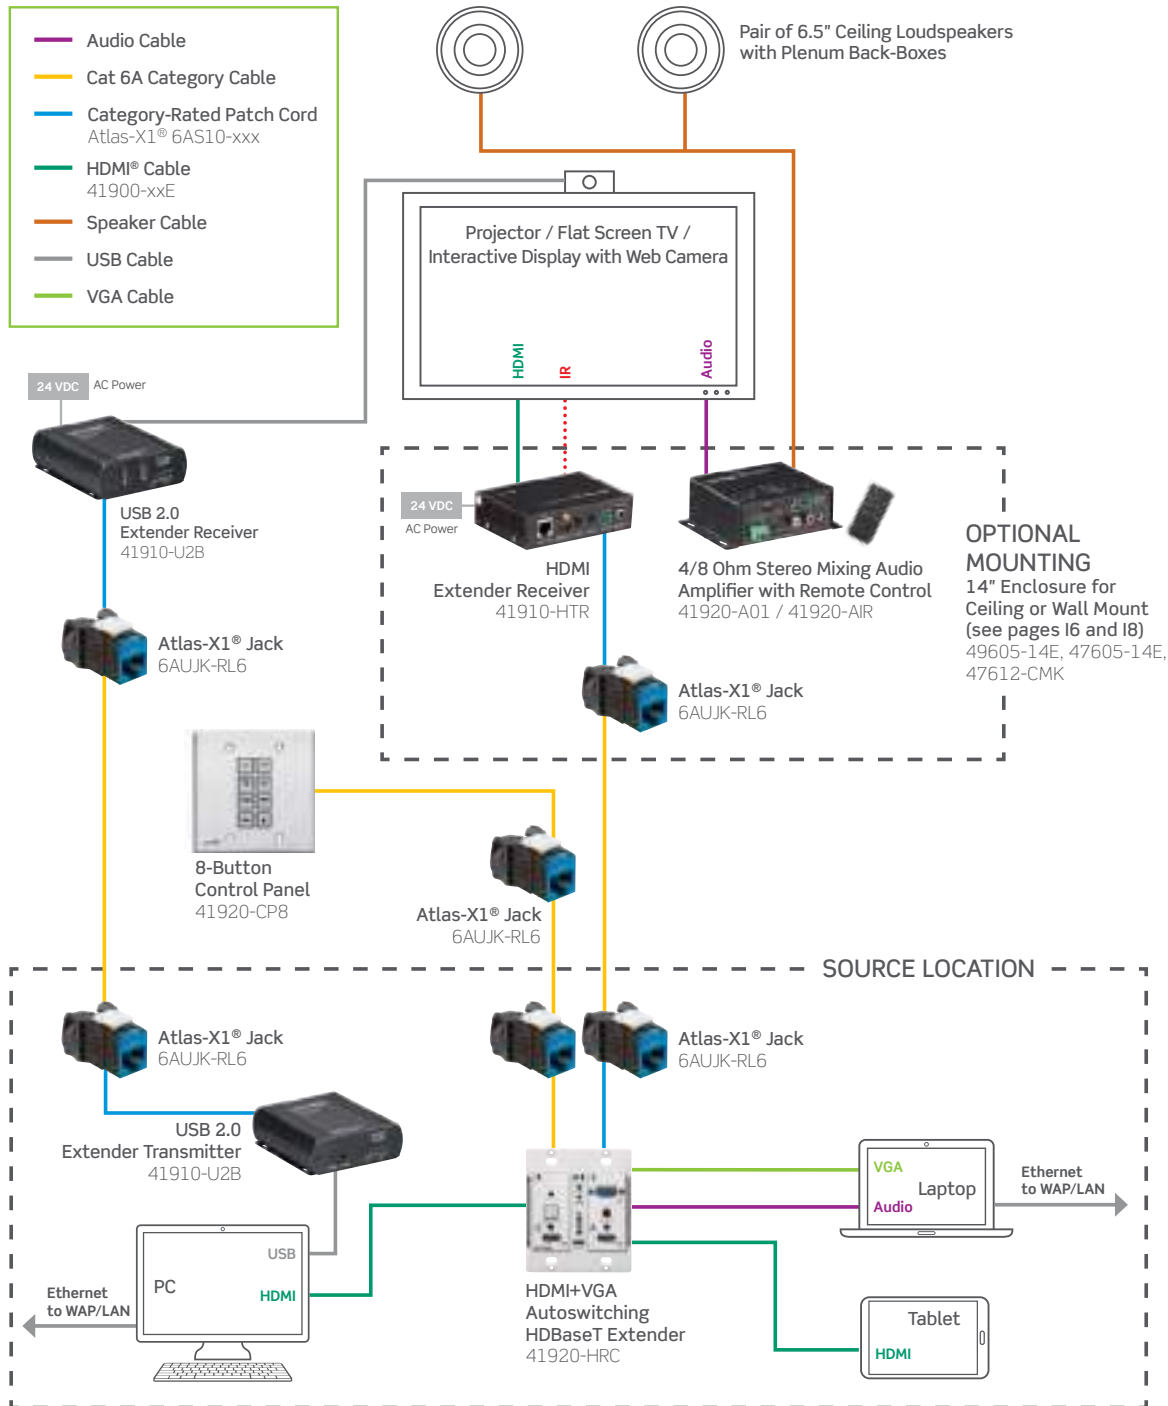 Audio Cable
Cat 6A Category Cable
Category-Rated Patch Cord
Atlas-X1® 6AS10-xxx
HDMI® Cable
41900-xxE
Speaker Cable
USB Cable
VGA Cable
Pair of 6.5" Ceiling Loudspeakers
with Plenum Back-Boxes
Projector / Flat Screen TV /
Interactive Display with Web Camera
HDMI
IR
Audio
24 VDC
AC Power
USB 2.0
Extender Receiver
41910-U2B
24 VDC
AC Power
HDMI
Extender Receiver
41910-HTR
4/8 Ohm Stereo Mixing Audio
Amplifier with Remote Control
41920-A01 / 41920-AIR
OPTIONAL
MOUNTING
14" Enclosure for
Ceiling or Wall Mount
(see pages I6 and I8)
49605-14E, 47605-14E,
47612-CMK
Atlas-X1® Jack
6AUJK-RL6
Atlas-X1® Jack
6AUJK-RL6
8-Button
Control Panel
41920-CP8
Atlas-X1® Jack
6AUJK-RL6
SOURCE LOCATION
Atlas-X1® Jack
6AUJK-RL6
Atlas-X1® Jack
6AUJK-RL6
USB 2.0
Extender Transmitter
41910-U2B
USB
PC
HDMI
Ethernet
to WAP/LAN
HDMI+VGA
Autoswitching
HDBaseT Extender
41920-HRC
VGA
Laptop
Audio
Ethernet
to WAP/LAN
Tablet
HDMI